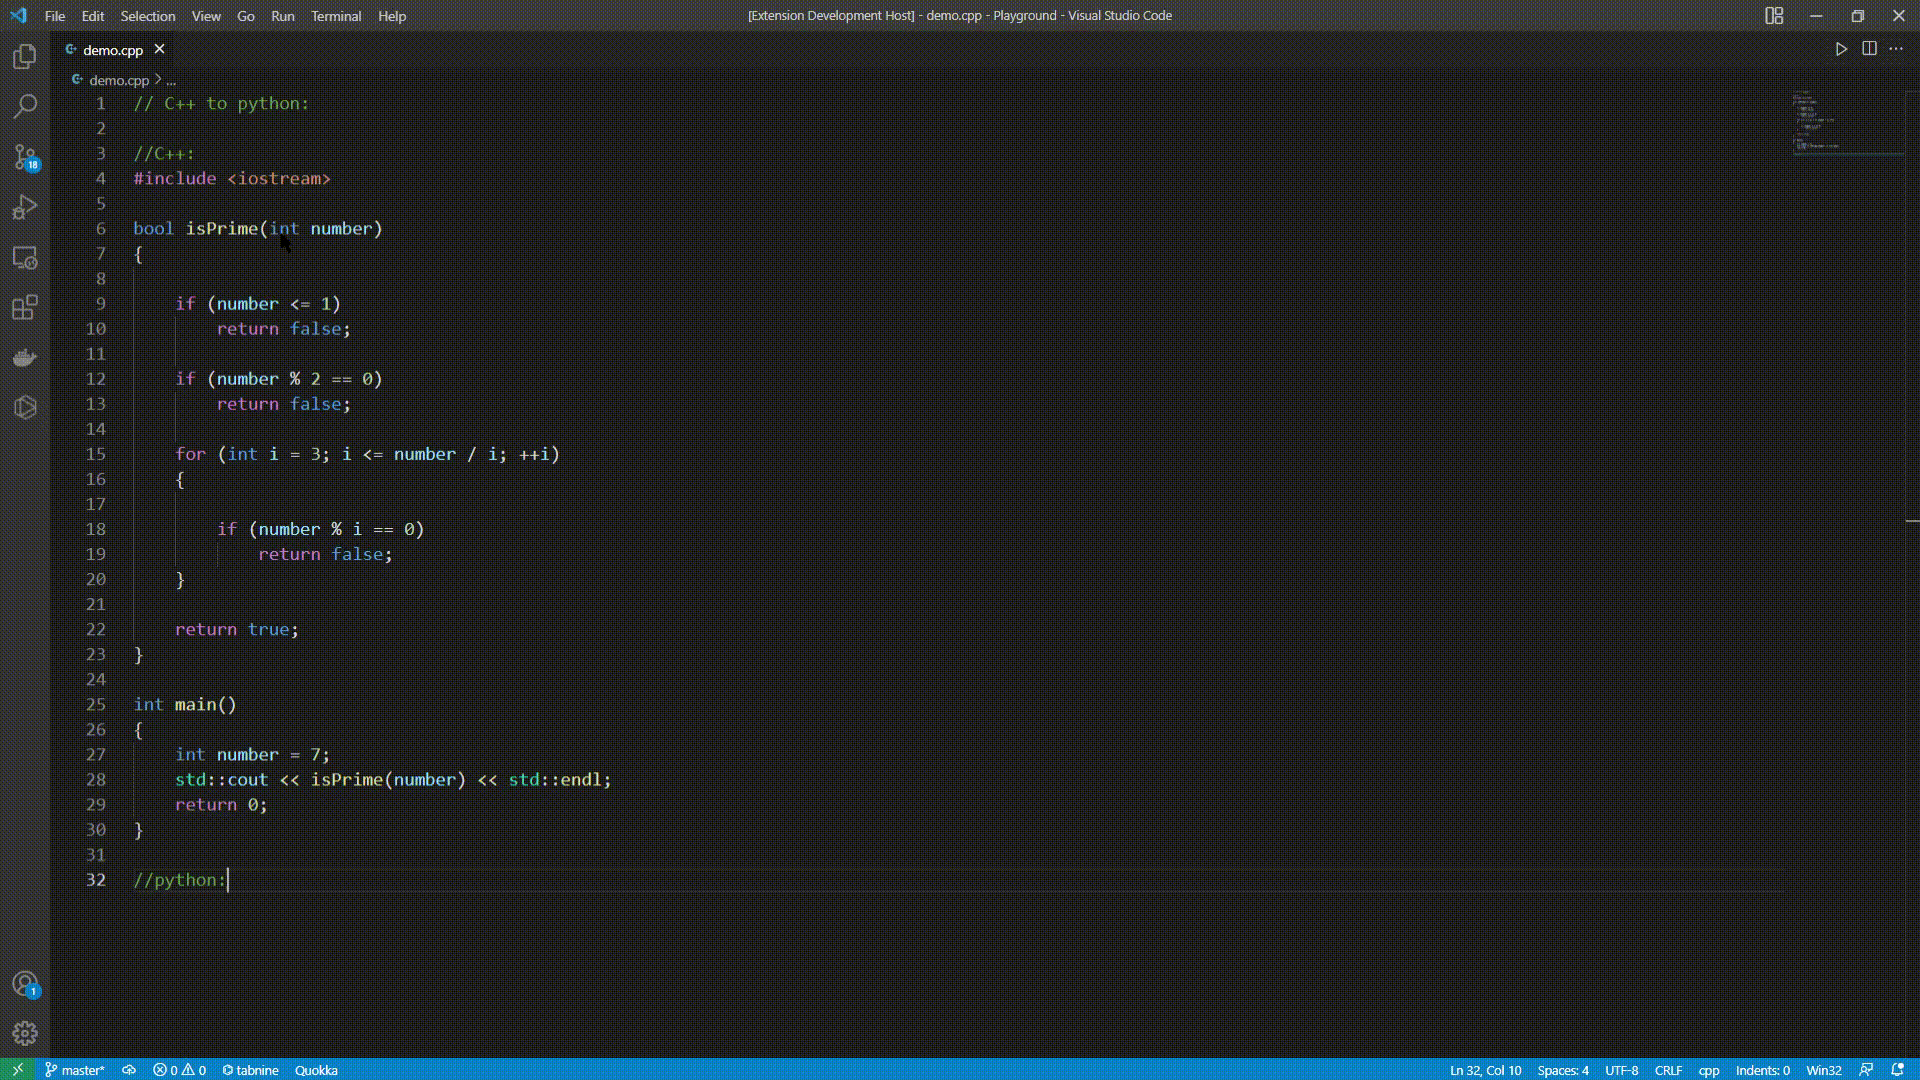 File Edit Selection View Go Run Terminal Help
[Extension Development Host] - demo.cpp - Playground - Visual Studio Code
demo.cpp
demo.cpp > ...
1 // C++ to python:
2
3 //C++:
4 #include <iostream>
5
6 bool isPrime(int number)
7 {
8
9     if (number <= 1)
10         return false;
11
12     if (number % 2 == 0)
13         return false;
14
15     for (int i = 3; i <= number / i; ++i)
16     {
17
18         if (number % i == 0)
19             return false;
20     }
21
22     return true;
23 }
24
25 int main()
26 {
27     int number = 7;
28     std::cout << isPrime(number) << std::endl;
29     return 0;
30 }
31
32 //python:
18
1
master* 0 0 tabnine Quokka
Ln 32, Col 10 Spaces: 4 UTF-8 CRLF cpp Indents: 0 Win32